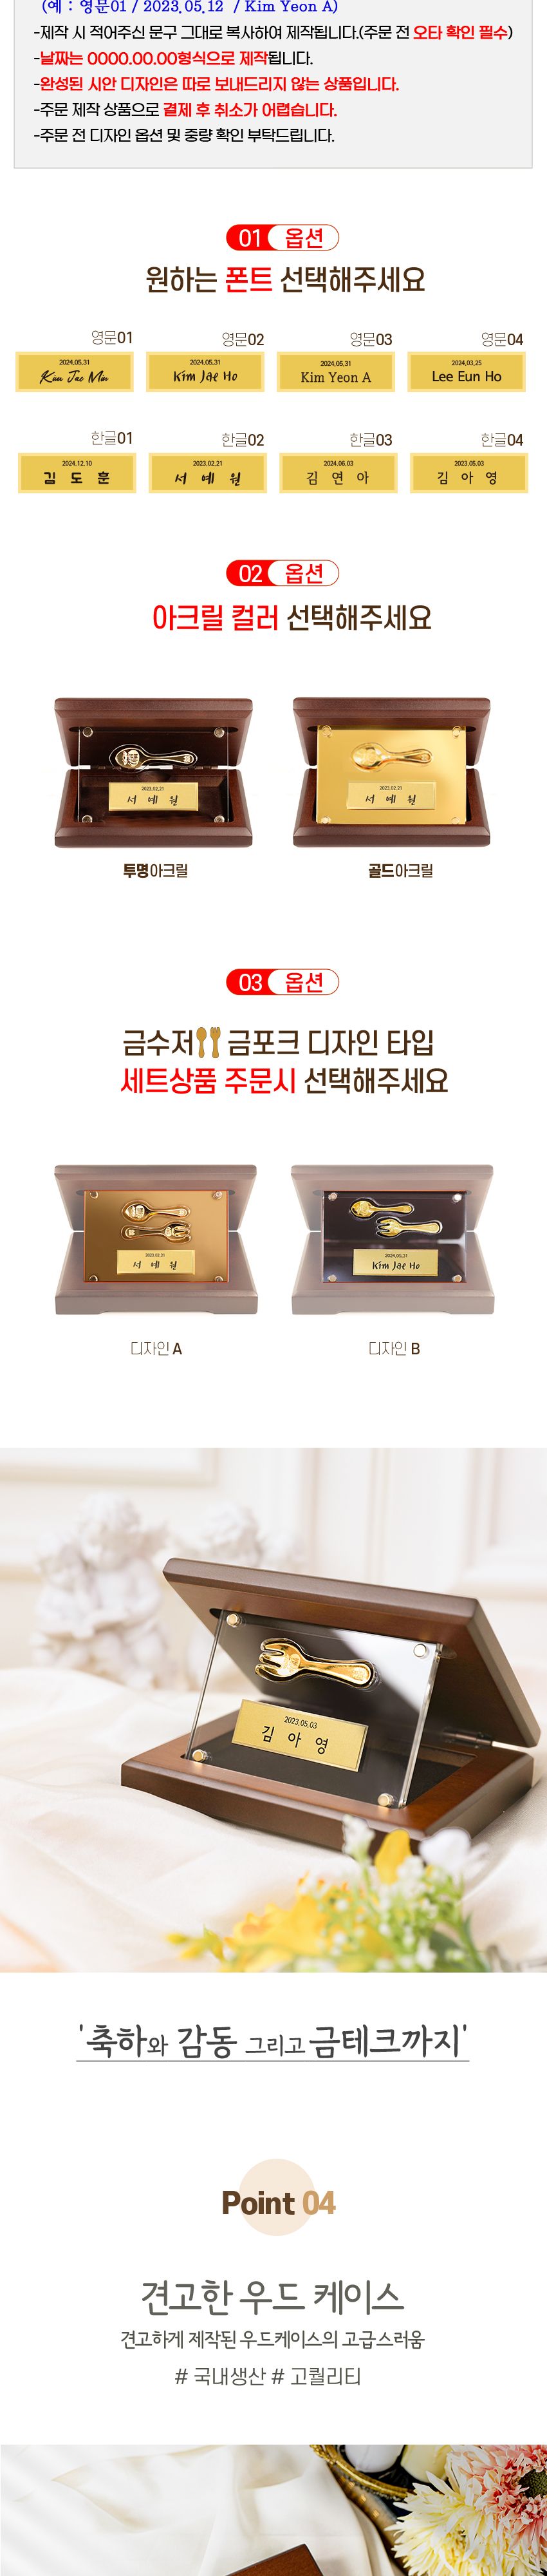 (예 : 영문01 / 2023.05.12 / Kim Yeon A)
-제작 시 적어주신 문구 그대로 복사하여 제작됩니다.(주문 전 오타 확인 필수)
-날짜는 0000.00.00형식으로 제작됩니다.
-완성된 시안 디자인은 따로 보내드리지 않는 상품입니다.
-주문 제작 상품으로 결제 후 취소가 어렵습니다.
-주문 전 디자인 옵션 및 중량 확인 부탁드립니다.
01 옵션
원하는 폰트 선택해주세요
영문01 영문02 영문03 영문04
2024.05.31 2024.05.31 2024.05.31 2024.03.25
Kim Jae Min Kim Jae Ho Kim Yeon A Lee Eun Ho
한글01 한글02 한글03 한글04
2024.12.10 2023.02.21 2024.06.03 2023.05.03
김 도 훈 서 예 원 김 연 아 김 아 영
02 옵션
아크릴 컬러 선택해주세요
2023.02.21 2023.02.21
서 예 원 서 예 원
투명아크릴 골드아크릴
03 옵션
금수저 금포크 디자인 타입
세트상품 주문시 선택해주세요
2023.02.21 2024.05.31
서 예 원 Kim Jae Ho
디자인 A 디자인 B
2023.05.03
김 아 영
'축하와 감동 그리고 금테크까지'
Point 04
견고한 우드 케이스
견고하게 제작된 우드케이스의 고급스러움
# 국내생산 # 고퀄리티